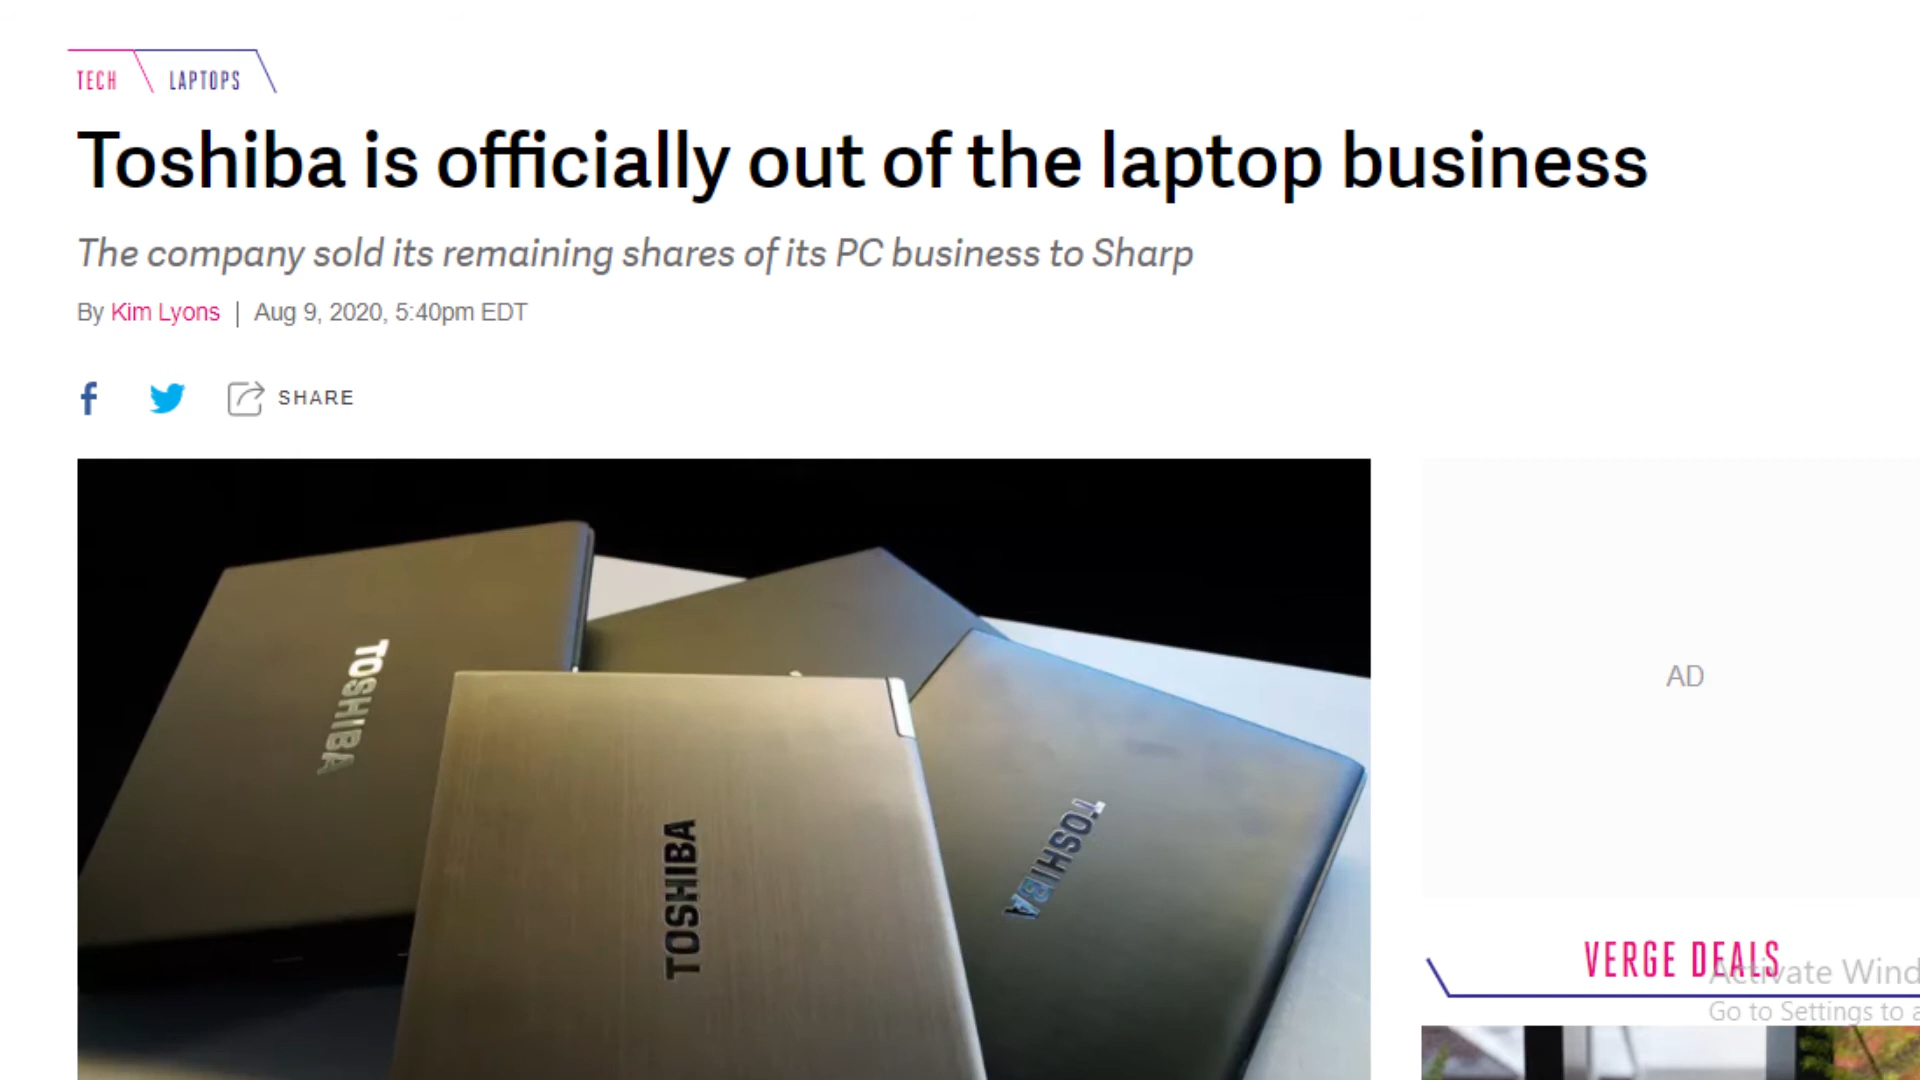 TECH
LAPTOPS
Toshiba is officially out of the laptop business
The company sold its remaining shares of its PC business to Sharp
By Kim Lyons | Aug 9, 2020, 5:40pm EDT
SHARE
TOSHIBA
TOSHIBA
TOSHIBA
AD
VERGE DEALS
Activate Wind
Go to Settings to a